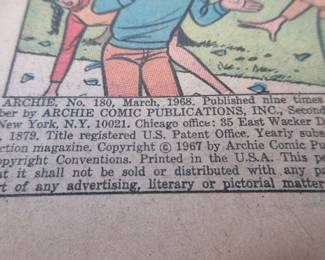 ARCHIE, No. 180, March, 1968. Published nine times
ber by ARCHIE COMIC PUBLICATIONS, INC., Second
New York, N.Y. 10021. Chicago office: 35 East Wacker D
1879. Title registered U.S. Patent Office. Yearly subs
ction magazine. Copyright © 1967 by Archie Comic Pu
opyright Conventions. Printed in the U.S.A. This pe
at it shall not be sold or distributed with any pa
rt of any advertising, literary or pictorial matter